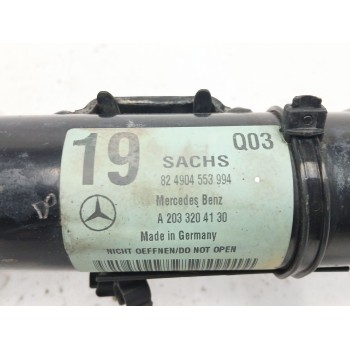 19
Q03
SACHS
82 4904 553 994
Mercedes Benz
A 203 320 41 30
Made in Germany
NICHT OEFFNEN/DO NOT OPEN